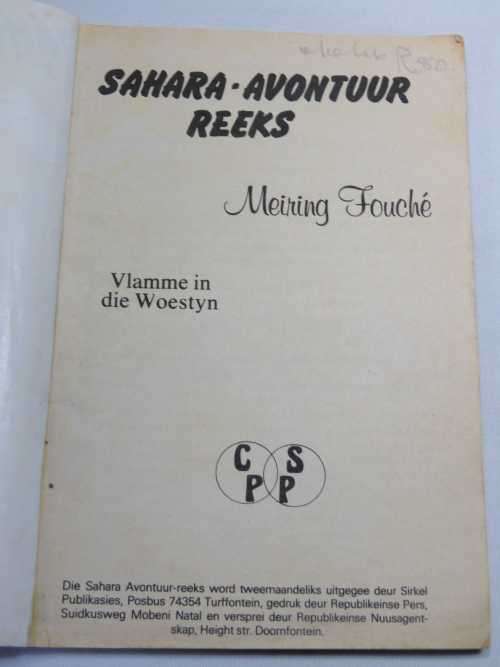 SAHARA-AVONTUUR
REEKS
Meiring Fouché
Vlamme in
die Woestyn
C S
P P
Die Sahara Avontuur-reeks word tweemaandeliks uitgegee deur Sirkel
Publikasies, Posbus 74354 Turffontein, gedruk deur Republikeinse Pers,
Suidkusweg Mobeni Natal en versprei deur Republikeinse Nuusagent-
skap, Height str. Doornfontein.